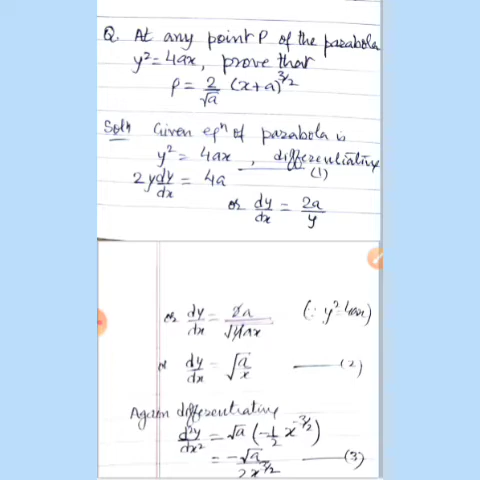 Q. At any point P of the parabola
y² = 4ax, prove that
ρ = 2/√a (x+a)^3/2
Soln Given eqn of parabola is
y² = 4ax, differentiating
2y dy/dx = 4a —— (1)
or dy/dx = 2a/y
or dy/dx = 2a/√4ax (∵ y² 4ax)
or dy/dx = √a/x —— (2)
Again differentiating
d²y/dx² = √a (-1/2 x^-3/2)
= -√a/2x^3/2 —— (3)